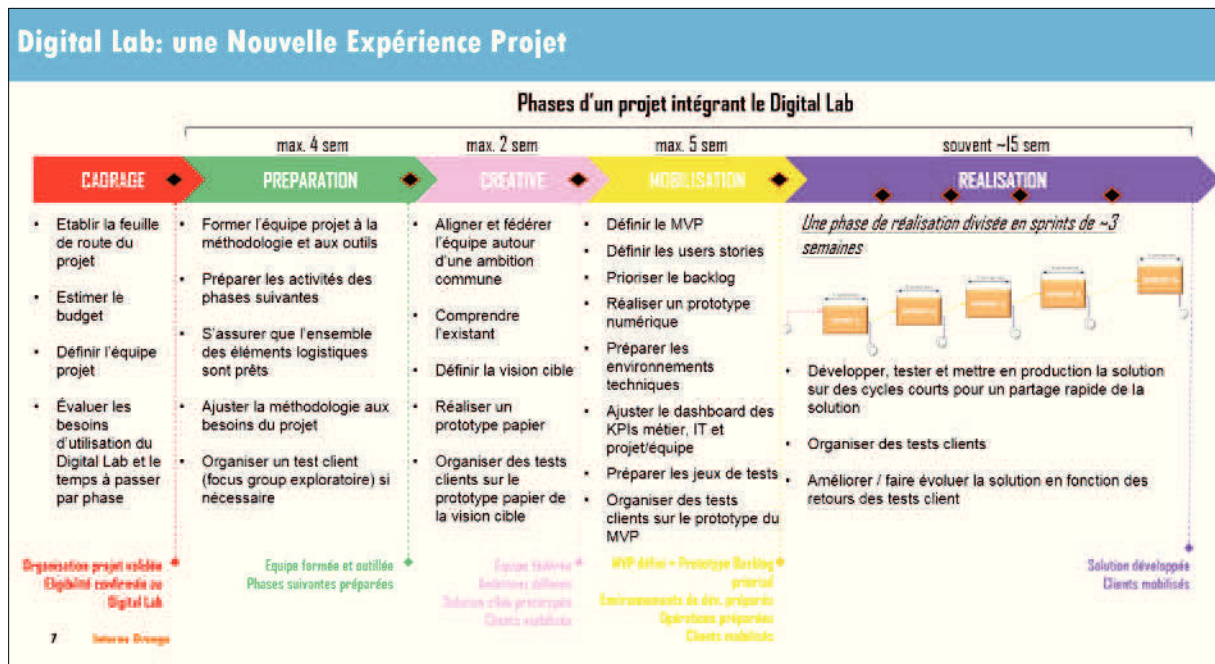 Digital Lab: une Nouvelle Expérience Projet
Phases d'un projet intégrant le Digital Lab
max. 4 sem
max. 2 sem
max. 5 sem
souvent ~15 sem
CADRAGE
PREPARATION
CREATIVE
MOBILISATION
REALISATION
• Etablir la feuille
de route du
projet
• Estimer le
budget
• Définir l'équipe
projet
• Évaluer les
besoins
d'utilisation du
Digital Lab et le
temps à passer
par phase
• Former l'équipe projet à la
méthodologie et aux outils
• Préparer les activités des
phases suivantes
• S'assurer que l'ensemble
des éléments logistiques
sont prêts
• Ajuster la méthodologie aux
besoins du projet
• Organiser un test client
(focus group exploratoire) si
nécessaire
• Aligner et fédérer
l'équipe autour
d'une ambition
commune
• Comprendre
l'existant
• Définir la vision cible
• Réaliser un
prototype papier
• Organiser des tests
clients sur le
prototype papier de
la vision cible
• Définir le MVP
• Définir les users stories
• Prioriser le backlog
• Réaliser un prototype
numérique
• Préparer les
environnements
techniques
• Ajuster le dashboard des
KPIs métier, IT et
projet/équipe
• Préparer les jeux de tests
• Organiser des tests
clients sur le prototype du
MVP
Une phase de réalisation divisée en sprints de ~3
semaines
• Développer, tester et mettre en production la solution
sur des cycles courts pour un partage rapide de la
solution
• Organiser des tests clients
• Améliorer / faire évoluer la solution en fonction des
retours des tests client
Organisation projet validée
Eligibilité confirmée au
Digital Lab
Equipe formée et outillée
Phases suivantes préparées
Equipe fédérée
Ambitions définies
Solution cible prototypée
Clients mobilisés
MVP défini + Prototype Backlog
priorisé
Environnements de dév. préparés
Opérations préparées
Clients mobilisés
Solution développée
Clients mobilisés
7
Interne Orange